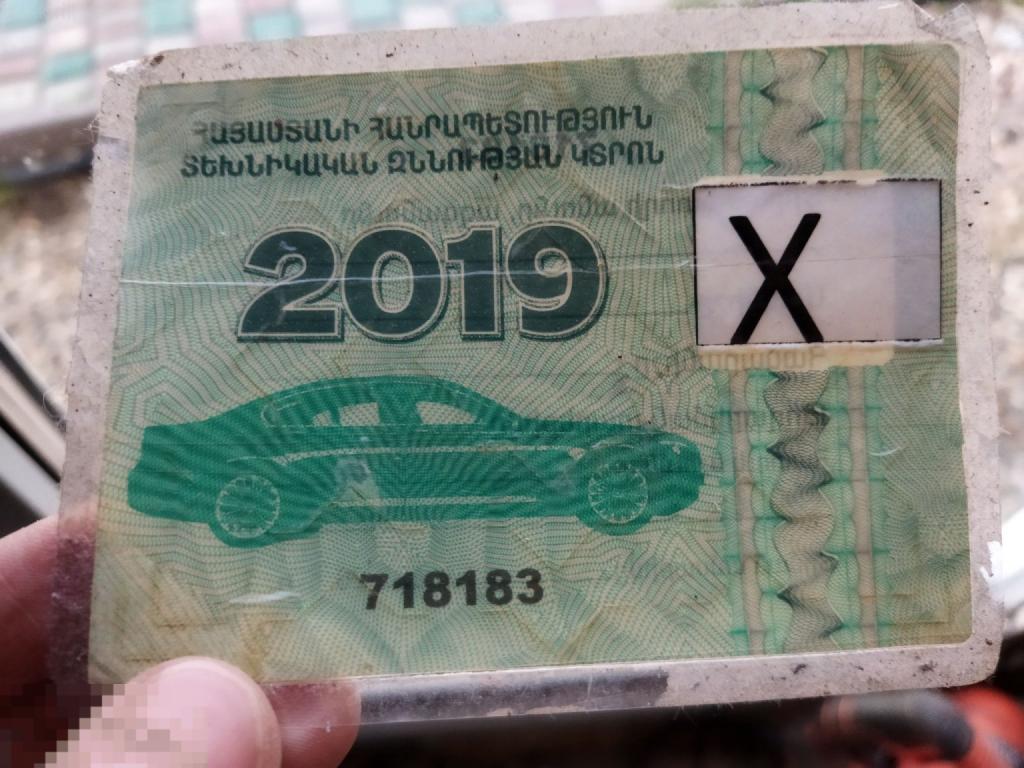 ՀԱՅԱՍՏԱՆԻ ՀԱՆՐԱՊԵՏՈՒԹՅՈՒՆ
ՏԵԽՆԻԿԱԿԱՆ ԶՆՆՈՒԹՅԱՆ ԿՏՐՈՆ
2019
X
718183